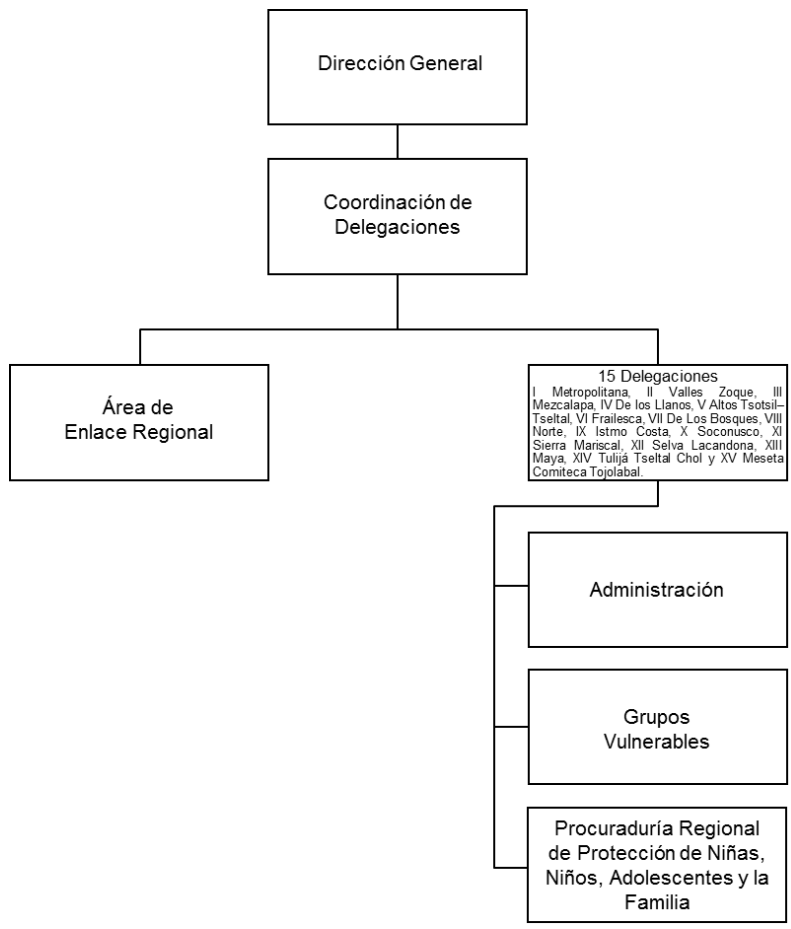 Dirección General
Coordinación de
Delegaciones
Área de
Enlace Regional
15 Delegaciones
I Metropolitana, II Valles Zoque, III
Mezcalapa, IV De los Llanos, V Altos Tsotsil–
Tseltal, VI Frailesca, VII De Los Bosques, VIII
Norte, IX Istmo Costa, X Soconusco, XI
Sierra Mariscal, XII Selva Lacandona, XIII
Maya, XIV Tulijá Tseltal Chol y XV Meseta
Comiteca Tojolabal.
Administración
Grupos
Vulnerables
Procuraduría Regional
de Protección de Niñas,
Niños, Adolescentes y la
Familia